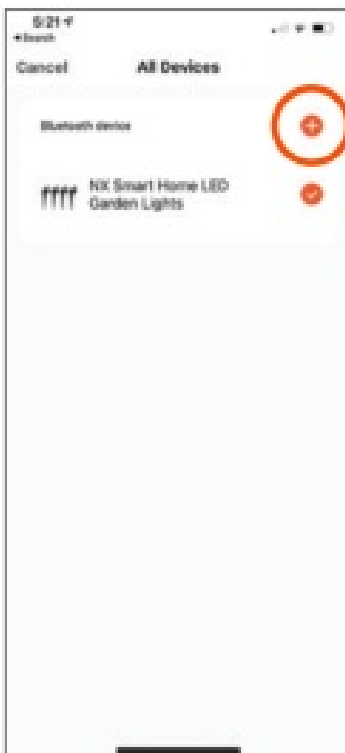 5:21
Search
Cancel All Devices
Bluetooth device
NX Smart Home LED
Garden Lights